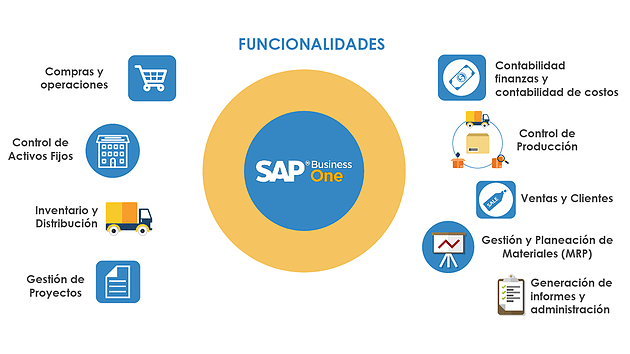 FUNCIONALIDADES
Compras y
operaciones
Control de
Activos Fijos
Inventario y
Distribución
Gestión de
Proyectos
SAP® Business
One
Contabilidad
finanzas y
contabilidad de costos
Control de
Producción
SALE
Ventas y Clientes
Gestión y Planeación de
Materiales (MRP)
Generación de
informes y
administración